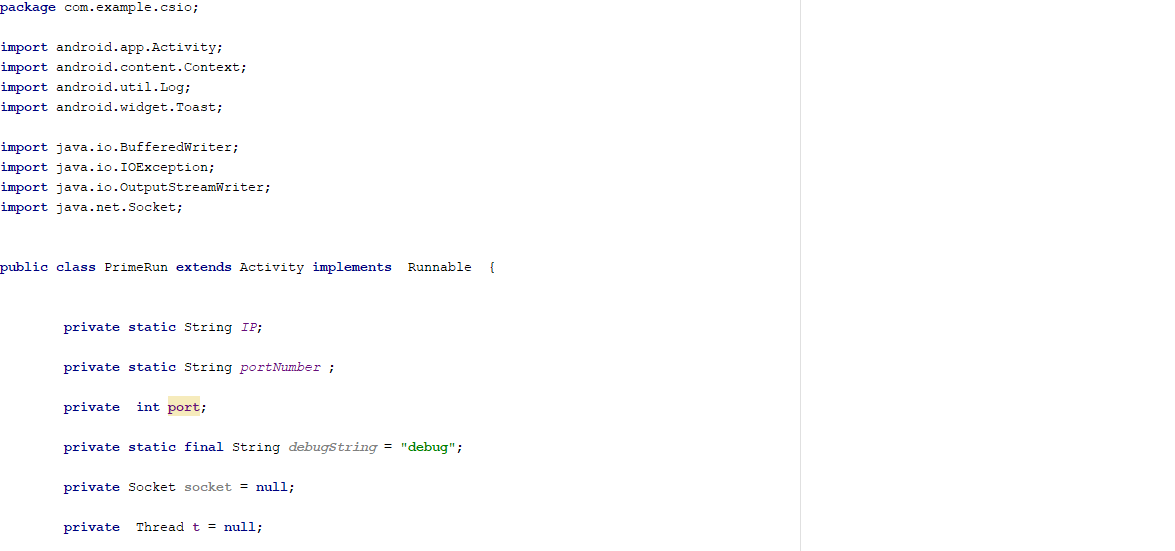 package com.example.csio;
import android.app.Activity;
import android.content.Context;
import android.util.Log;
import android.widget.Toast;
import java.io.BufferedWriter;
import java.io.IOException;
import java.io.OutputStreamWriter;
import java.net.Socket;
public class PrimeRun extends Activity implements  Runnable  {
private static String IP;
private static String portNumber ;
private  int port;
private static final String debugString = "debug";
private Socket socket = null;
private  Thread t = null;